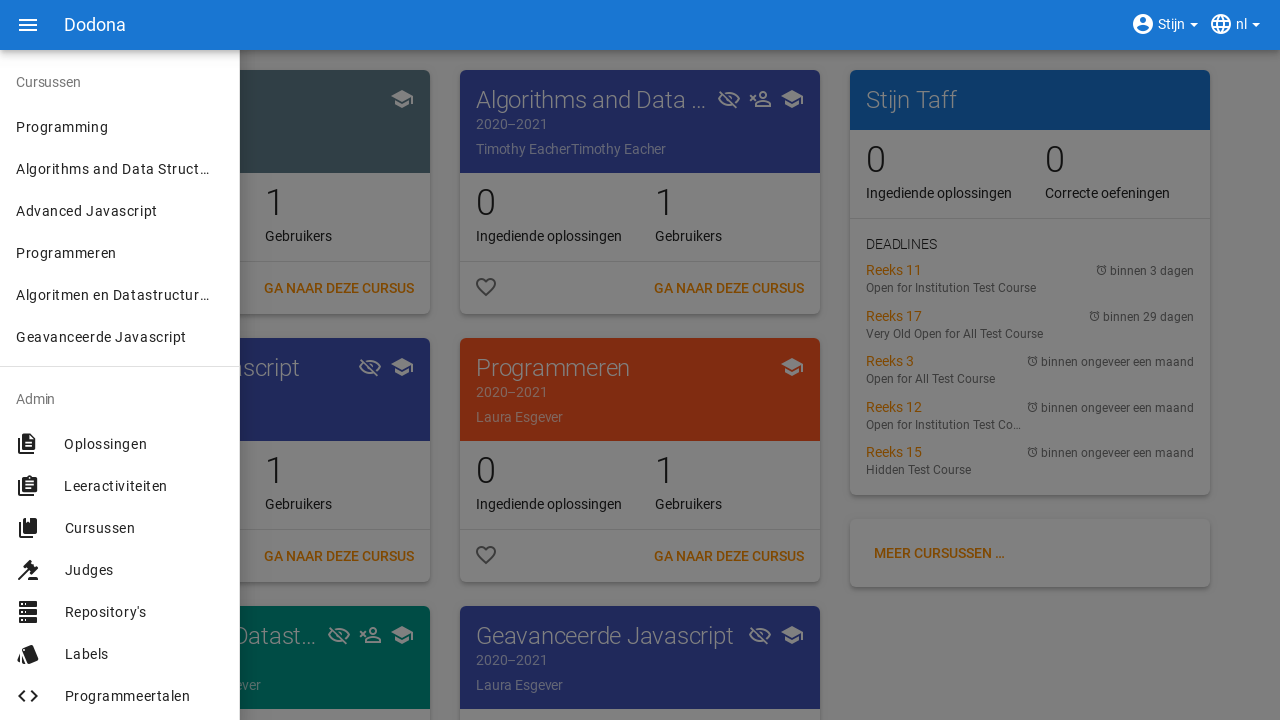 Dodona
Stijn
nl
Cursussen
Programming
Algorithms and Data Struct…
Advanced Javascript
Programmeren
Algoritmen en Datastructur…
Geavanceerde Javascript
Admin
Oplossingen
Leeractiviteiten
Cursussen
Judges
Repository's
Labels
Programmeertalen
1
Gebruikers
GA NAAR DEZE CURSUS
Algorithms and Data …
2020–2021
Timothy EacherTimothy Eacher
0
1
Ingediende oplossingen
Gebruikers
GA NAAR DEZE CURSUS
ascript
1
Gebruikers
GA NAAR DEZE CURSUS
Programmeren
2020–2021
Laura Esgever
0
1
Ingediende oplossingen
Gebruikers
GA NAAR DEZE CURSUS
Datast…
ever
Geavanceerde Javascript
2020–2021
Laura Esgever
Stijn Taff
0
0
Ingediende oplossingen
Correcte oefeningen
DEADLINES
Reeks 11
binnen 3 dagen
Open for Institution Test Course
Reeks 17
binnen 29 dagen
Very Old Open for All Test Course
Reeks 3
binnen ongeveer een maand
Open for All Test Course
Reeks 12
binnen ongeveer een maand
Open for Institution Test Co…
Reeks 15
binnen ongeveer een maand
Hidden Test Course
MEER CURSUSSEN …